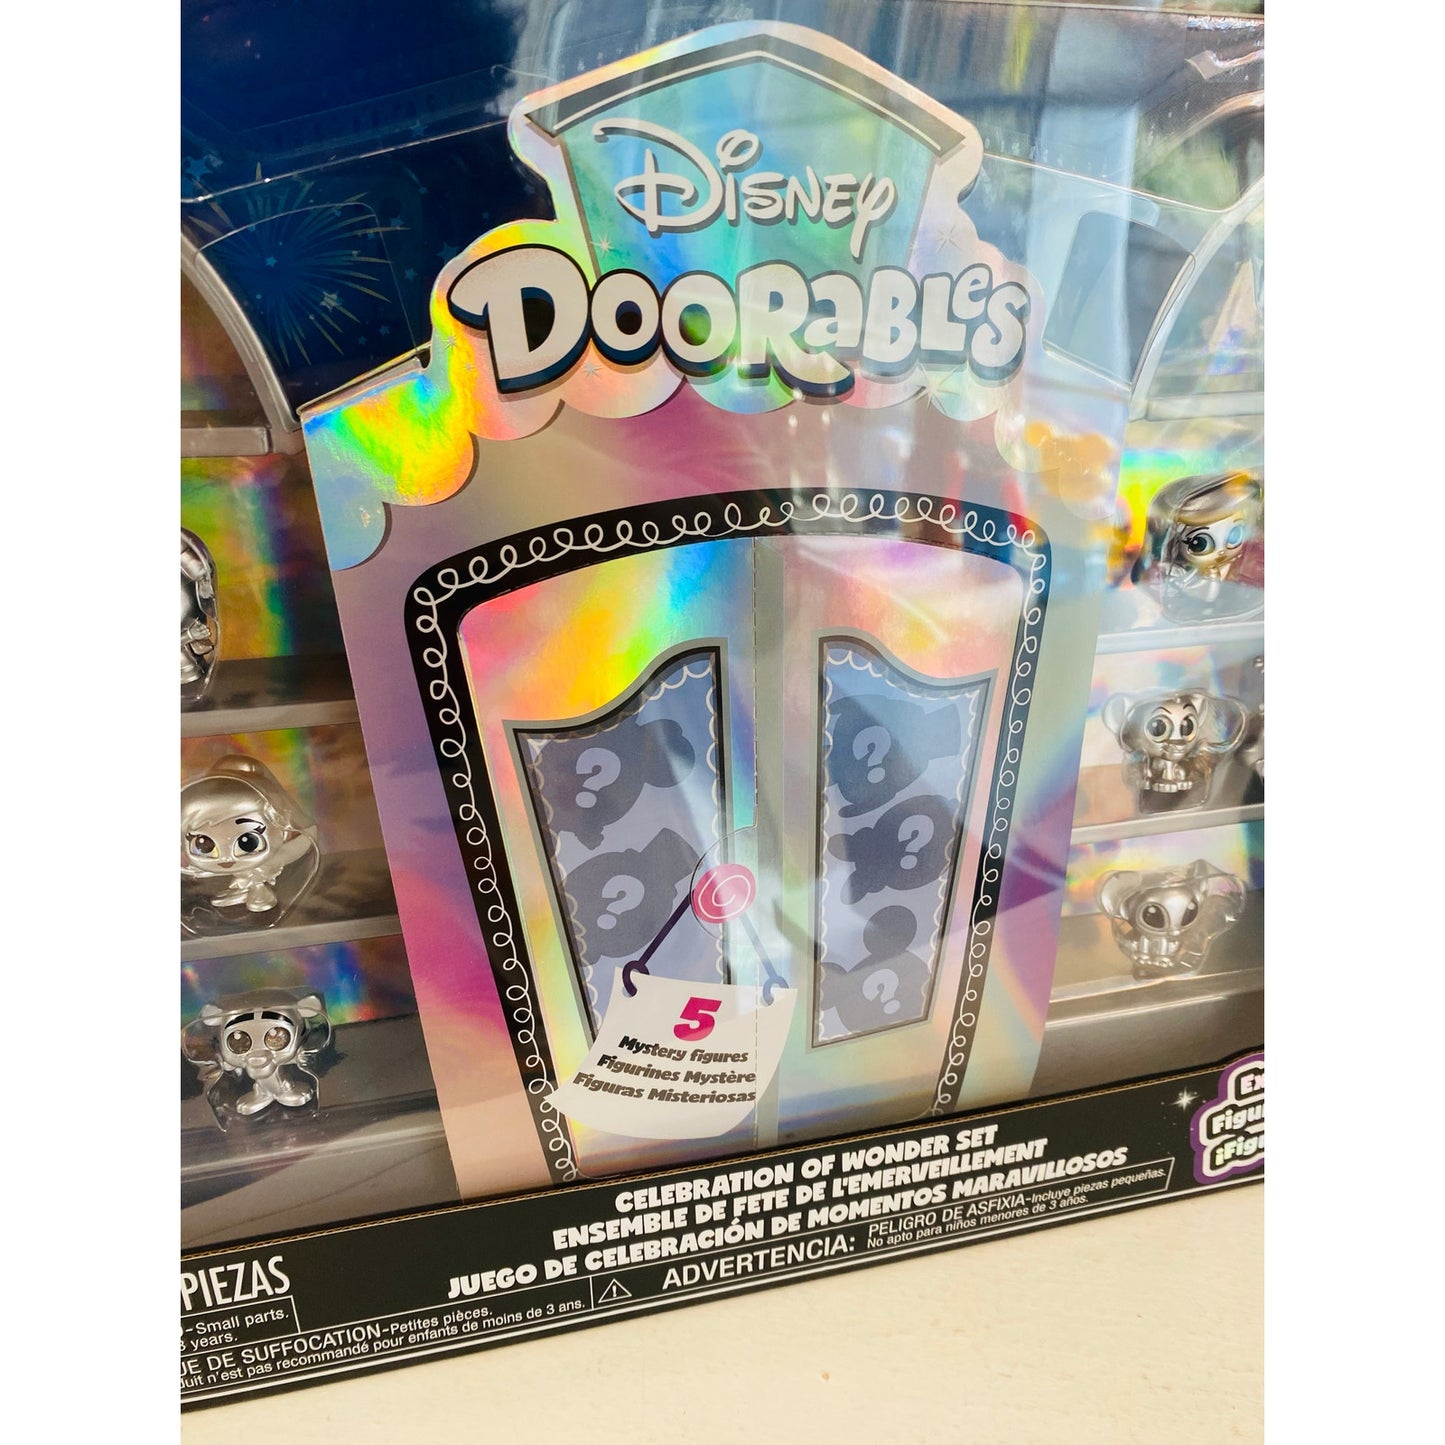 Disney
Doorables
?
?
?
?
?
5
Mystery figures
Figurines Mystère
Figuras Misteriosas
CELEBRATION OF WONDER SET
ENSEMBLE DE FETE DE L'EMERVEILLEMENT
JUEGO DE CELEBRACIÓN DE MOMENTOS MARAVILLOSOS
PIEZAS
-Small parts.
years.
DE SUFFOCATION-Petites pièces.
n'est pas recommandé pour enfants de moins de 3 ans.
ADVERTENCIA:
PELIGRO DE ASFIXIA-Incluye piezas pequeñas.
No apto para niños menores de 3 años.